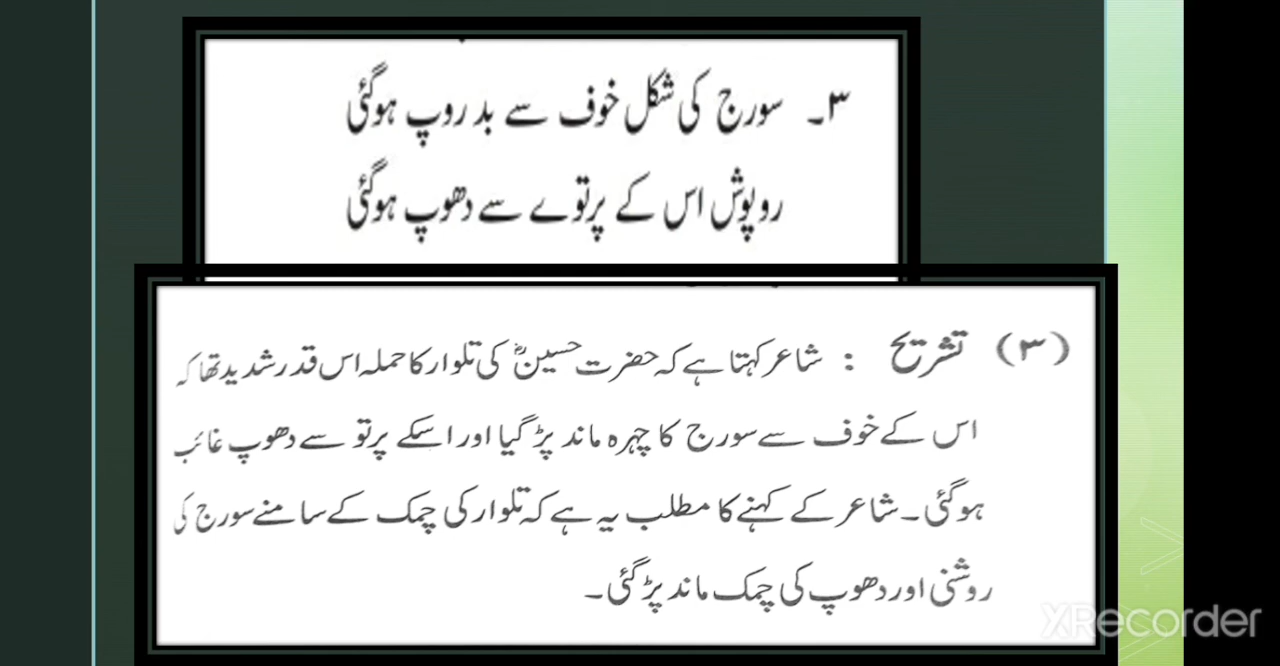 ۳۔ سورج کی شکل خوف سے بد روپ ہوگئی
روپوش اس کے پرتوے سے دھوپ ہوگئی
(۳) تشریح : شاعر کہتا ہے کہ حضرت حسینؓ کی تلوار کا حملہ اس قدر شدید تھا کہ
اس کے خوف سے سورج کا چہرہ ماند پڑ گیا اور اسکے پرتو سے دھوپ غائب
ہوگئی۔ شاعر کے کہنے کا مطلب یہ ہے کہ تلوار کی چمک کے سامنے سورج کی
روشنی اور دھوپ کی چمک ماند پڑ گئی۔
XRecorder